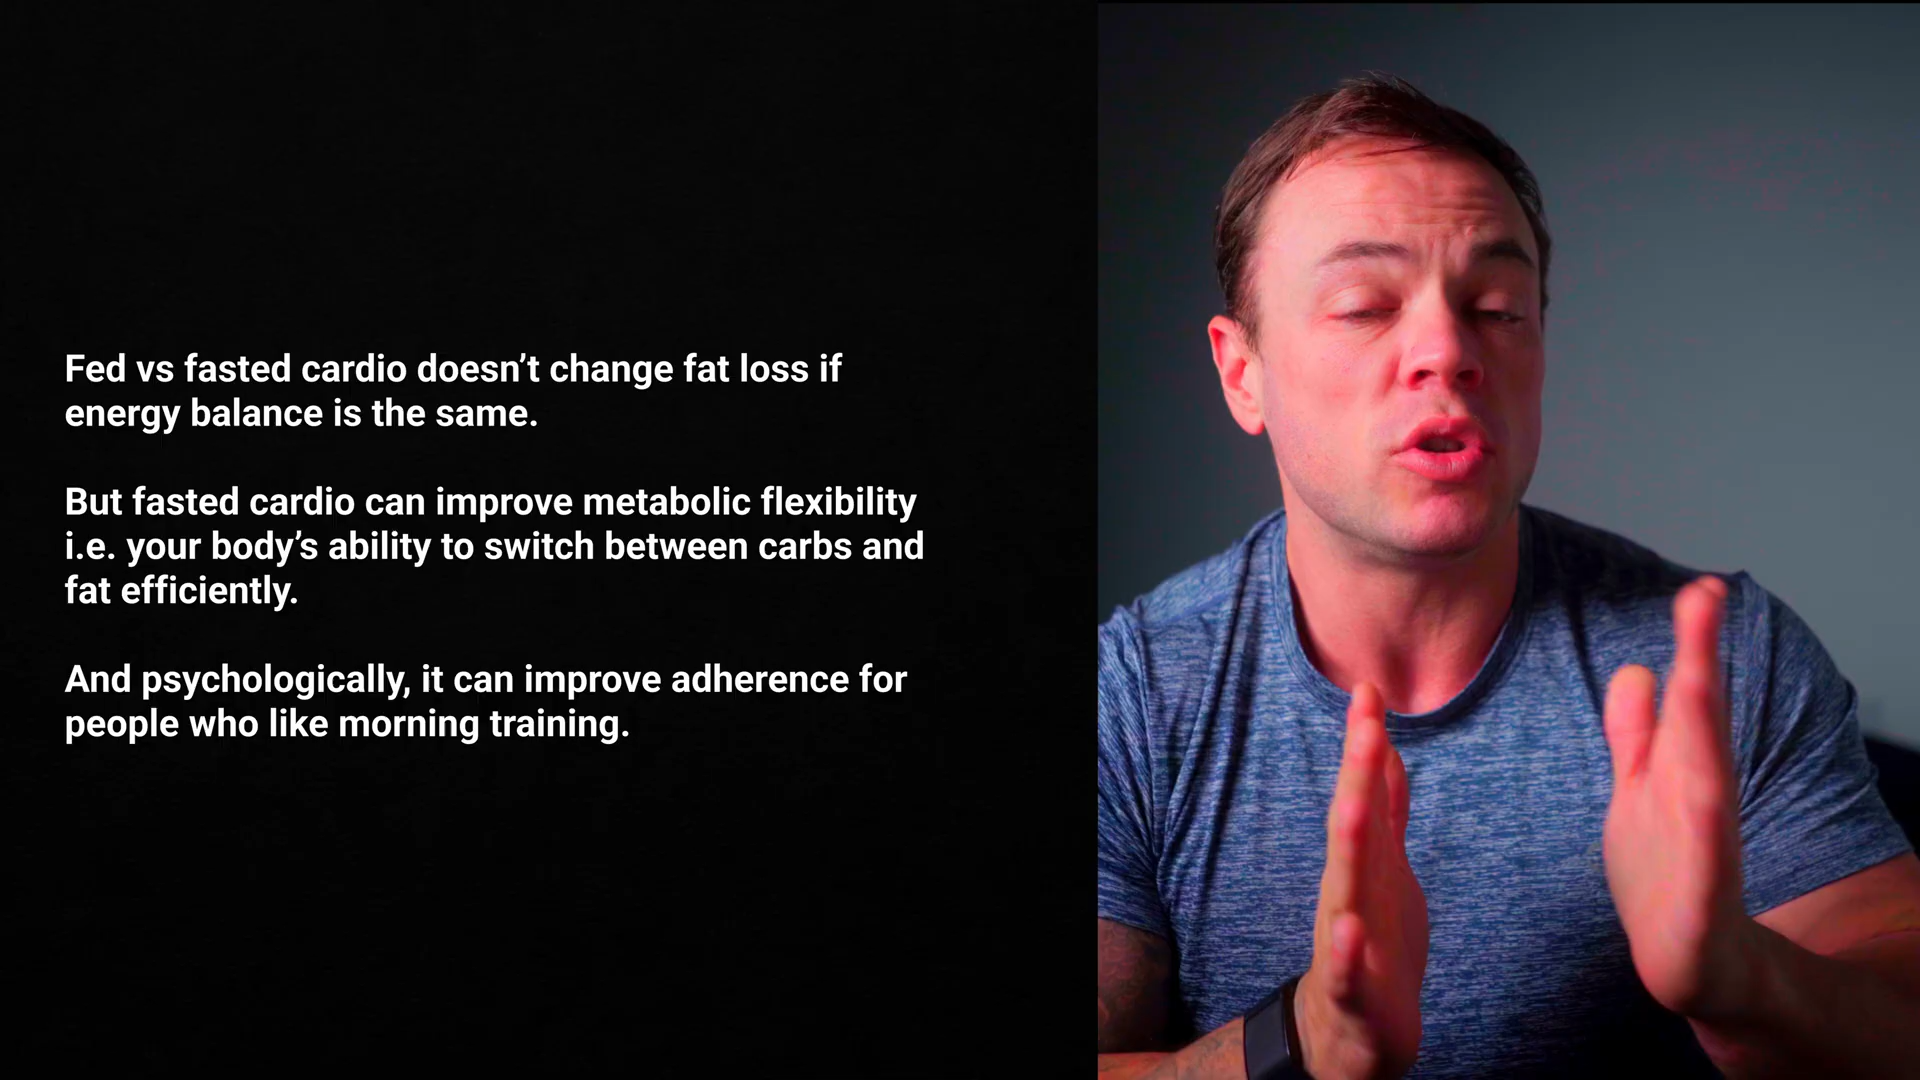 Fed vs fasted cardio doesn’t change fat loss if
energy balance is the same.
But fasted cardio can improve metabolic flexibility
i.e. your body’s ability to switch between carbs and
fat efficiently.
And psychologically, it can improve adherence for
people who like morning training.